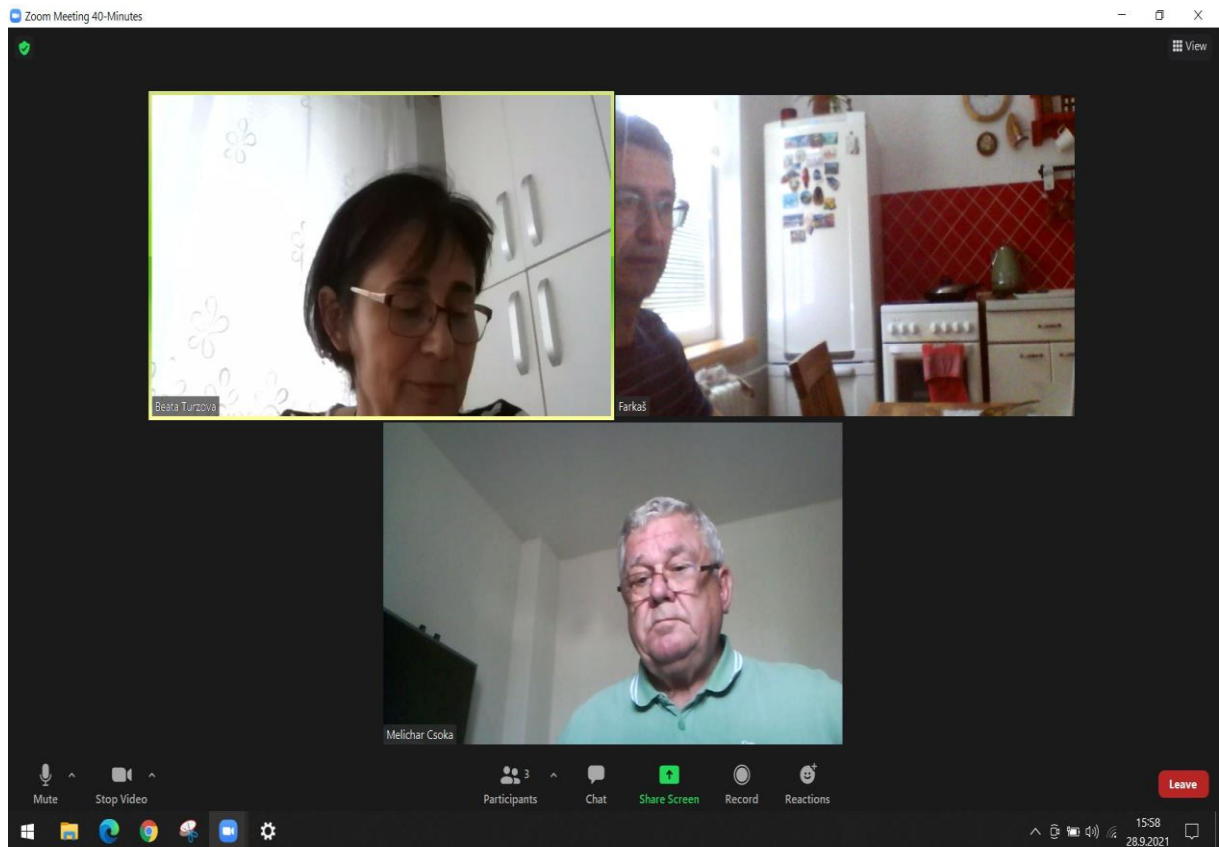 Zoom Meeting 40-Minutes
View
Beata Turzova
Farkaš
Melichar Csoka
Mute
Stop Video
3
Participants
Chat
Share Screen
Record
Reactions
Leave
15:58
28.9.2021